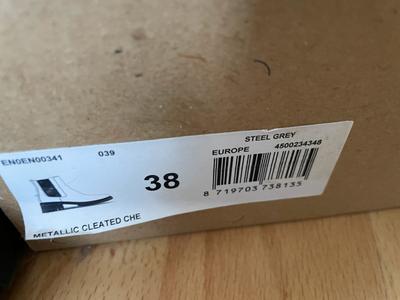 EN0EN00341 039
38
STEEL GREY
EUROPE 4500234348
8 719703 738135
METALLIC CLEATED CHE